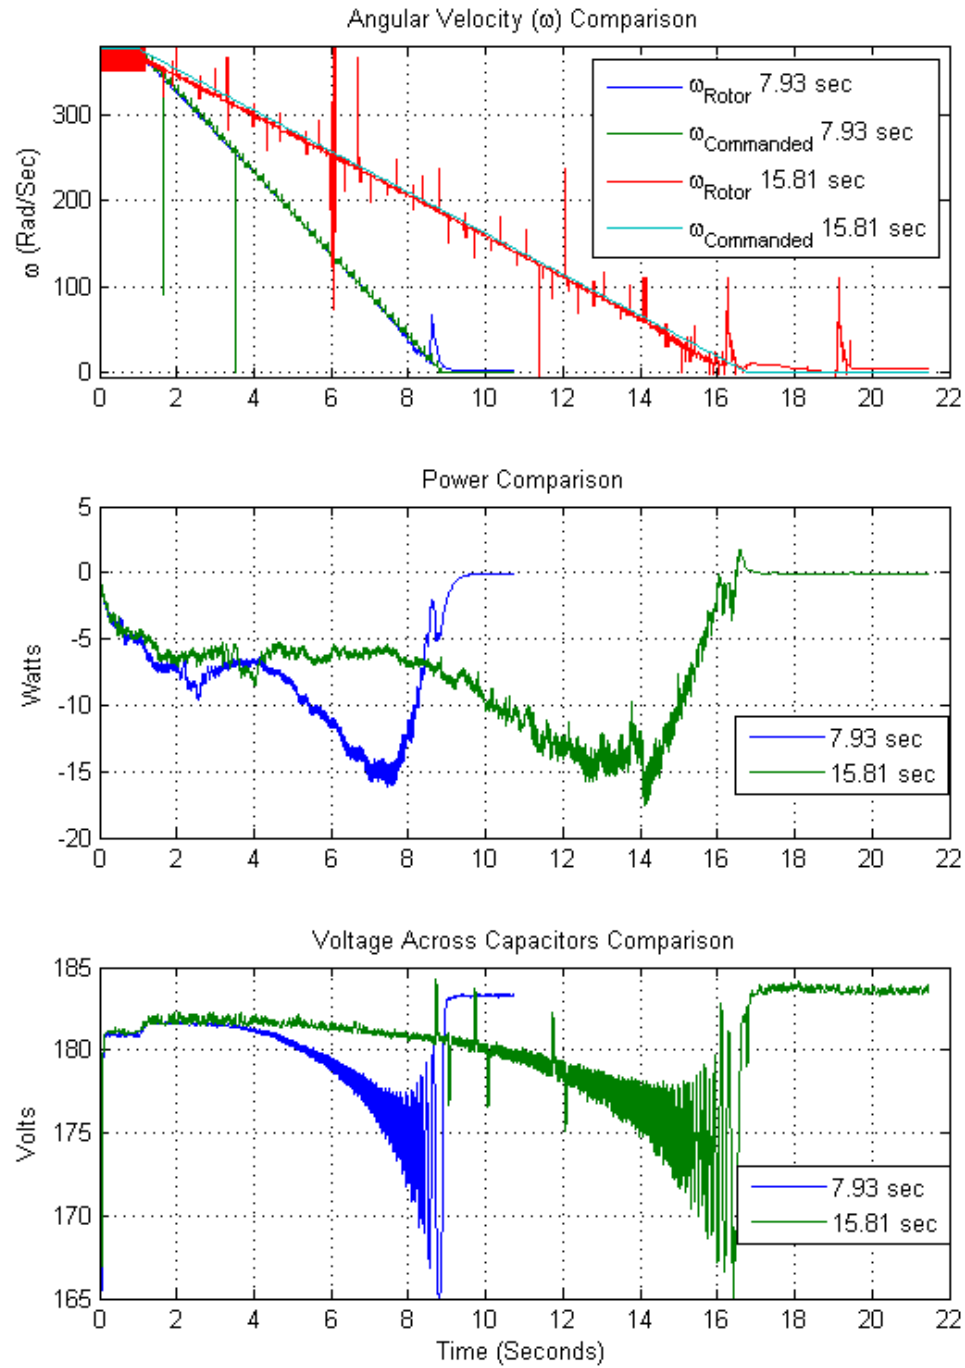 Angular Velocity (ω) Comparison
ω (Rad/Sec)
300
200
100
0
ω_Rotor 7.93 sec
ω_Commanded 7.93 sec
ω_Rotor 15.81 sec
ω_Commanded 15.81 sec
0 2 4 6 8 10 12 14 16 18 20 22
Power Comparison
Watts
5
0
-5
-10
-15
-20
7.93 sec
15.81 sec
0 2 4 6 8 10 12 14 16 18 20 22
Voltage Across Capacitors Comparison
Volts
185
180
175
170
165
7.93 sec
15.81 sec
0 2 4 6 8 10 12 14 16 18 20 22
Time (Seconds)